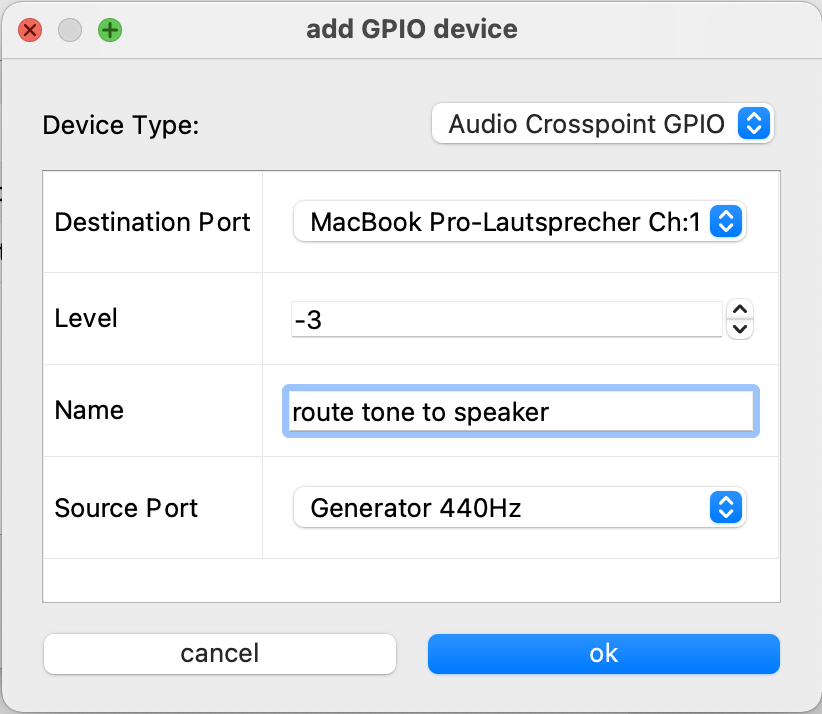 add GPIO device
Device Type: Audio Crosspoint GPIO
Destination Port MacBook Pro-Lautsprecher Ch:1
Level -3
Name route tone to speaker
Source Port Generator 440Hz
cancel ok